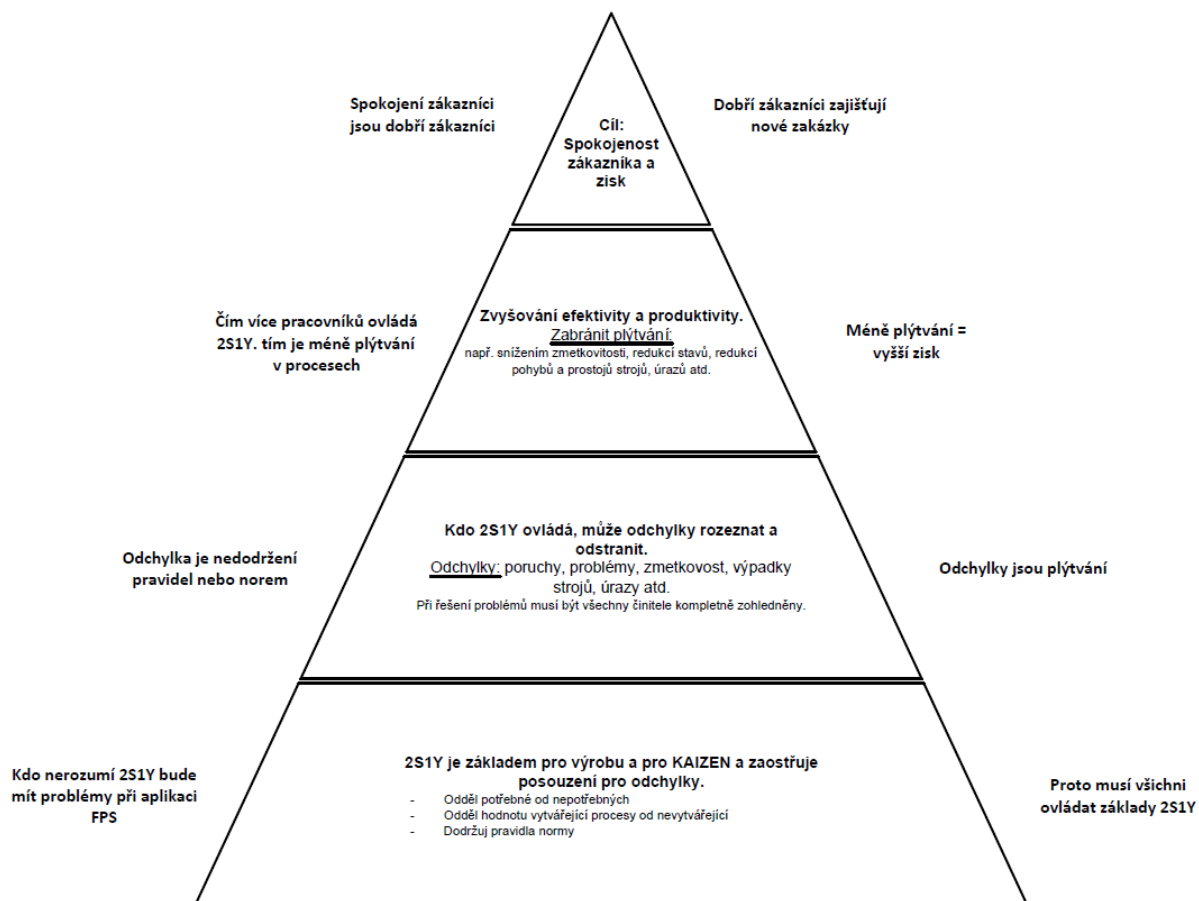 Spokojení zákazníci
jsou dobří zákazníci
Cíl:
Spokojenost
zákazníka a
zisk
Dobří zákazníci zajišťují
nové zakázky
Čím více pracovníků ovládá
2S1Y. tím je méně plýtvání
v procesech
Zvyšování efektivity a produktivity.
Zabránit plýtvání:
např. snížením zmetkovitosti, redukcí stavů, redukcí
pohybů a prostojů strojů, úrazů atd.
Méně plýtvání =
vyšší zisk
Odchylka je nedodržení
pravidel nebo norem
Kdo 2S1Y ovládá, může odchylky rozeznat a
odstranit.
Odchylky: poruchy, problémy, zmetkovost, výpadky
strojů, úrazy atd.
Při řešení problémů musí být všechny činitele kompletně zohledněny.
Odchylky jsou plýtvání
Kdo nerozumí 2S1Y bude
mít problémy při aplikaci
FPS
2S1Y je základem pro výrobu a pro KAIZEN a zaostřuje
posouzení pro odchylky.
- Odděl potřebné od nepotřebných
- Odděl hodnotu vytvářející procesy od nevytvářející
- Dodržuj pravidla normy
Proto musí všichni
ovládat základy 2S1Y